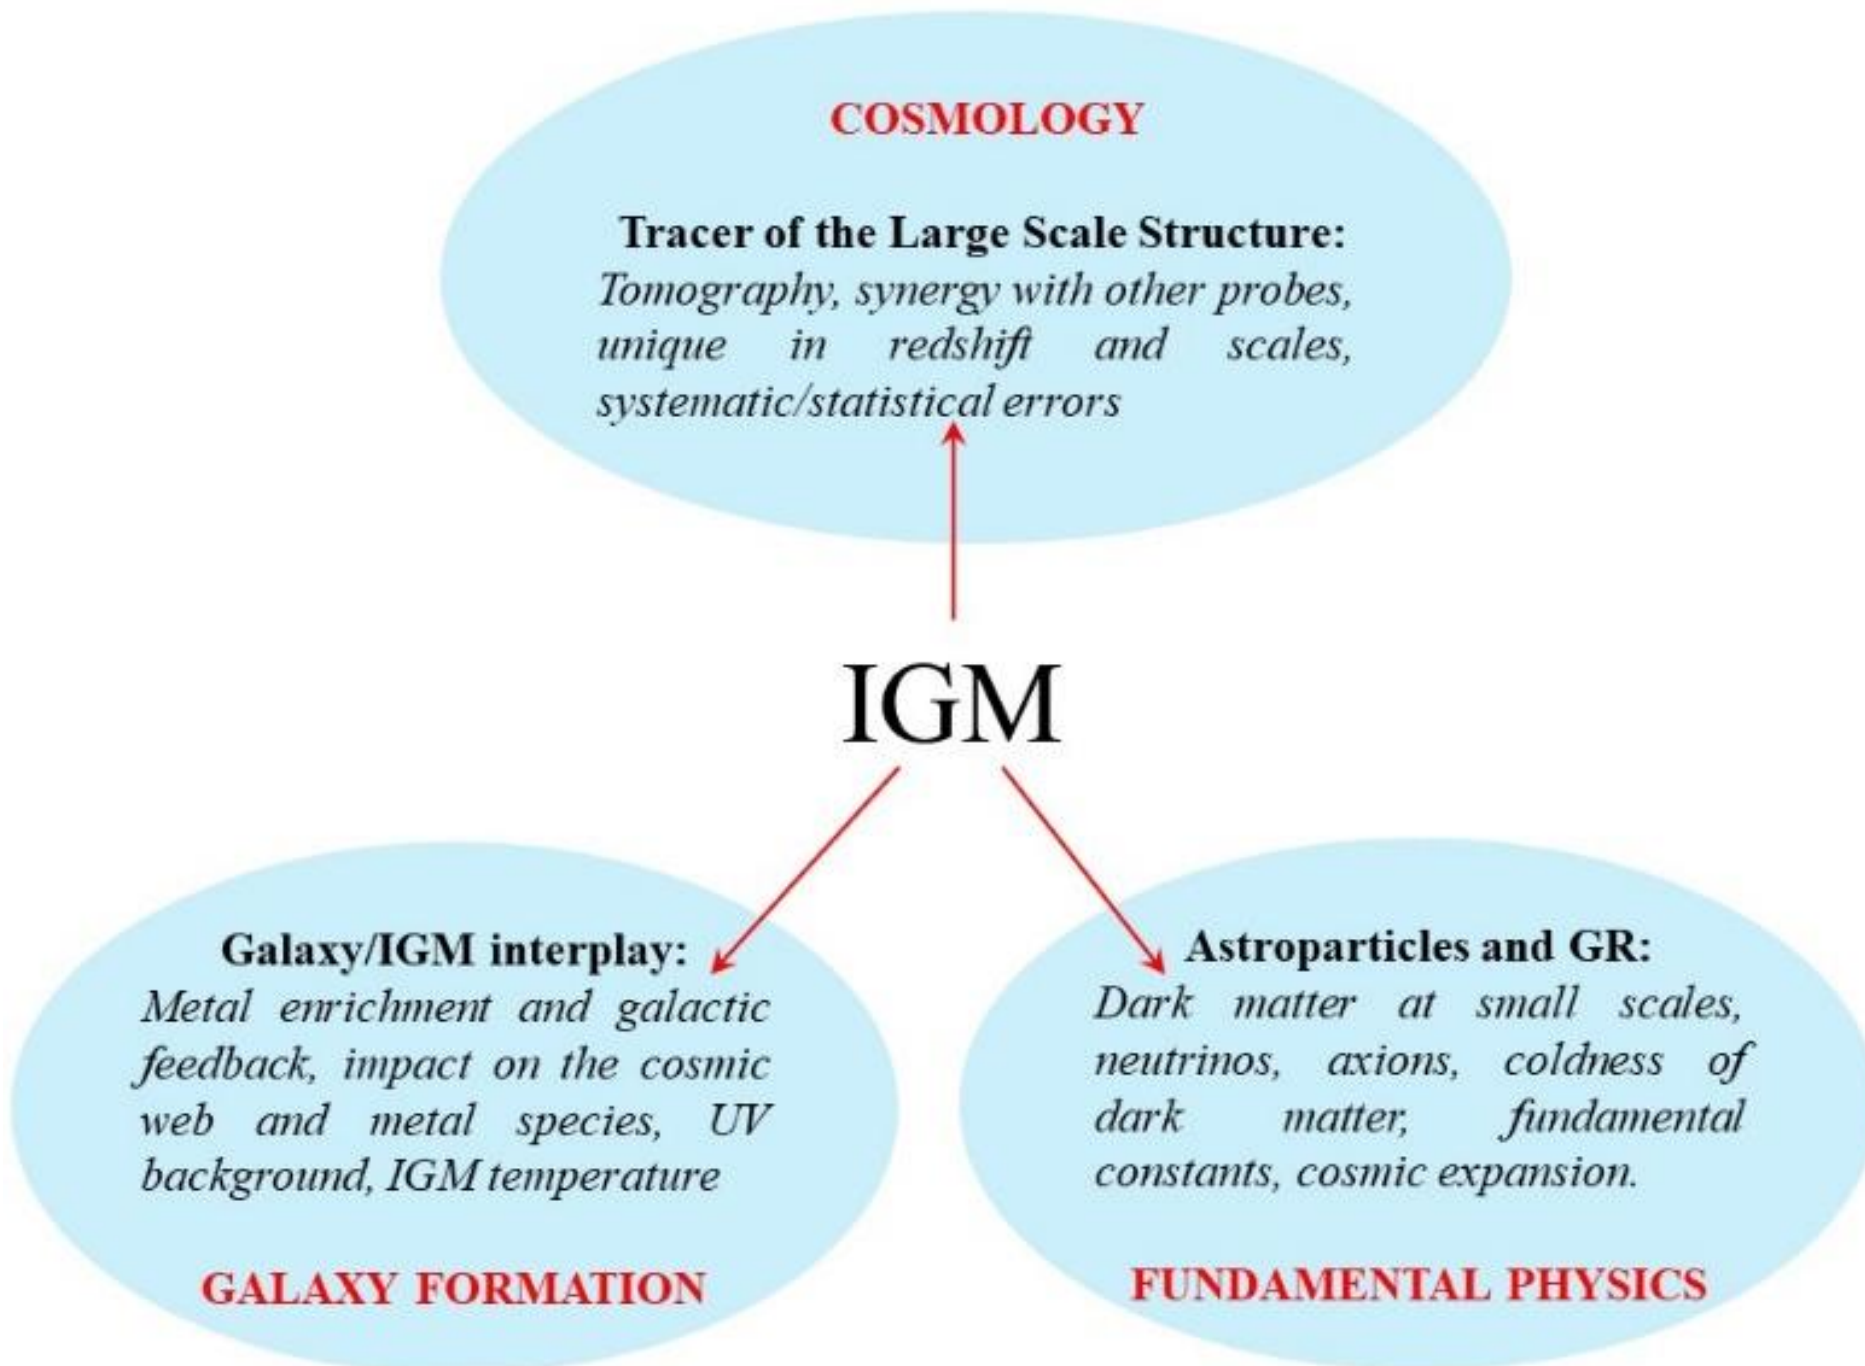 COSMOLOGY
Tracer of the Large Scale Structure:
Tomography, synergy with other probes,
unique in redshift and scales,
systematic/statistical errors
IGM
Galaxy/IGM interplay:
Metal enrichment and galactic
feedback, impact on the cosmic
web and metal species, UV
background, IGM temperature
GALAXY FORMATION
Astroparticles and GR:
Dark matter at small scales,
neutrinos, axions, coldness of
dark matter, fundamental
constants, cosmic expansion.
FUNDAMENTAL PHYSICS